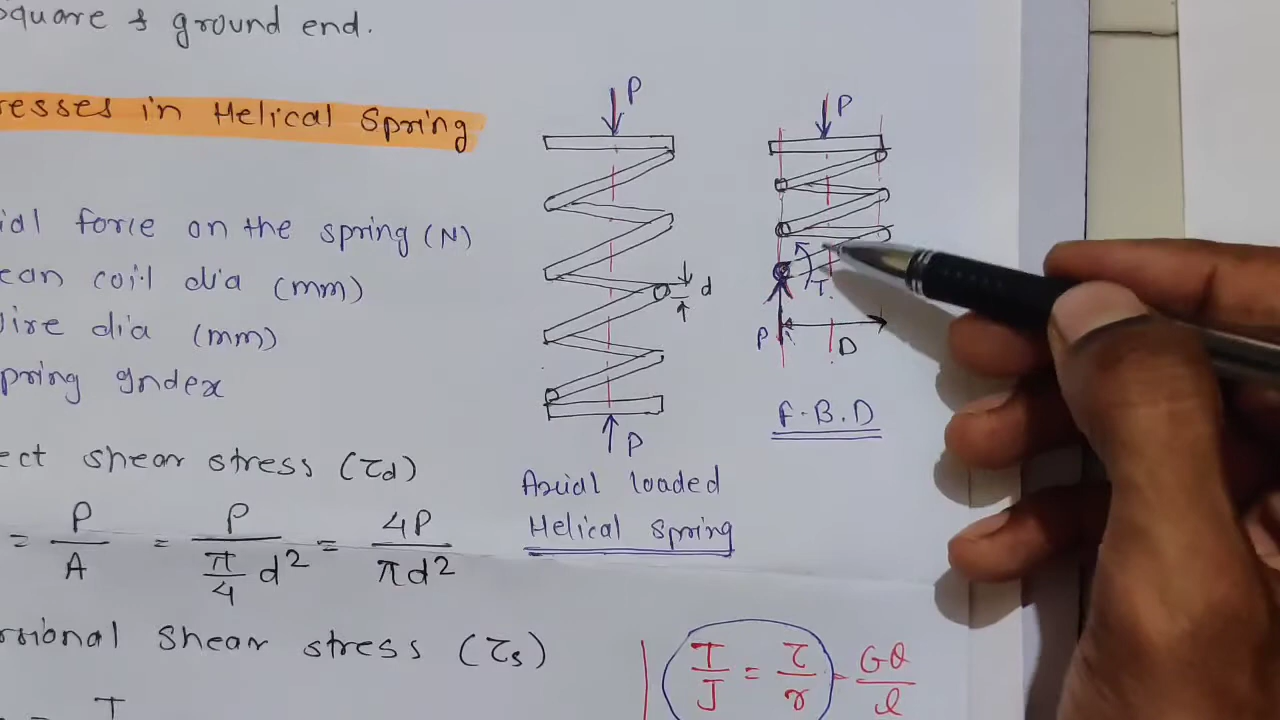 square & ground end.
resses in Helical Spring
ial force on the spring (N)
ean coil dia (mm)
ire dia (mm)
pring Gndex
ect shear stress (τd)
= P/A = P/(π/4 d²) = 4P/πd²
rsional shear stress (τs)
= T
P
d
P
Axial loaded
Helical Spring
P
T
P
D
F.B.D
T/J = τ/r = Gθ/l